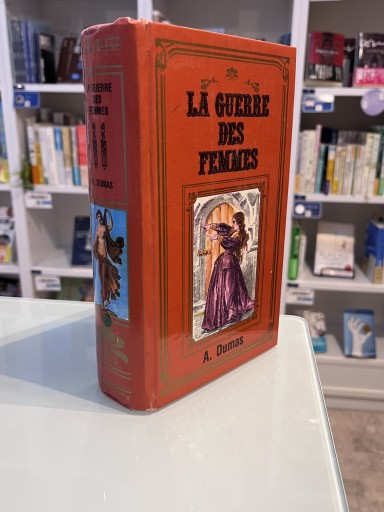 LA GUERRE
DES
FEMMES
A. DUMAS
LA GUERRE
DES
FEMMES
A. Dumas